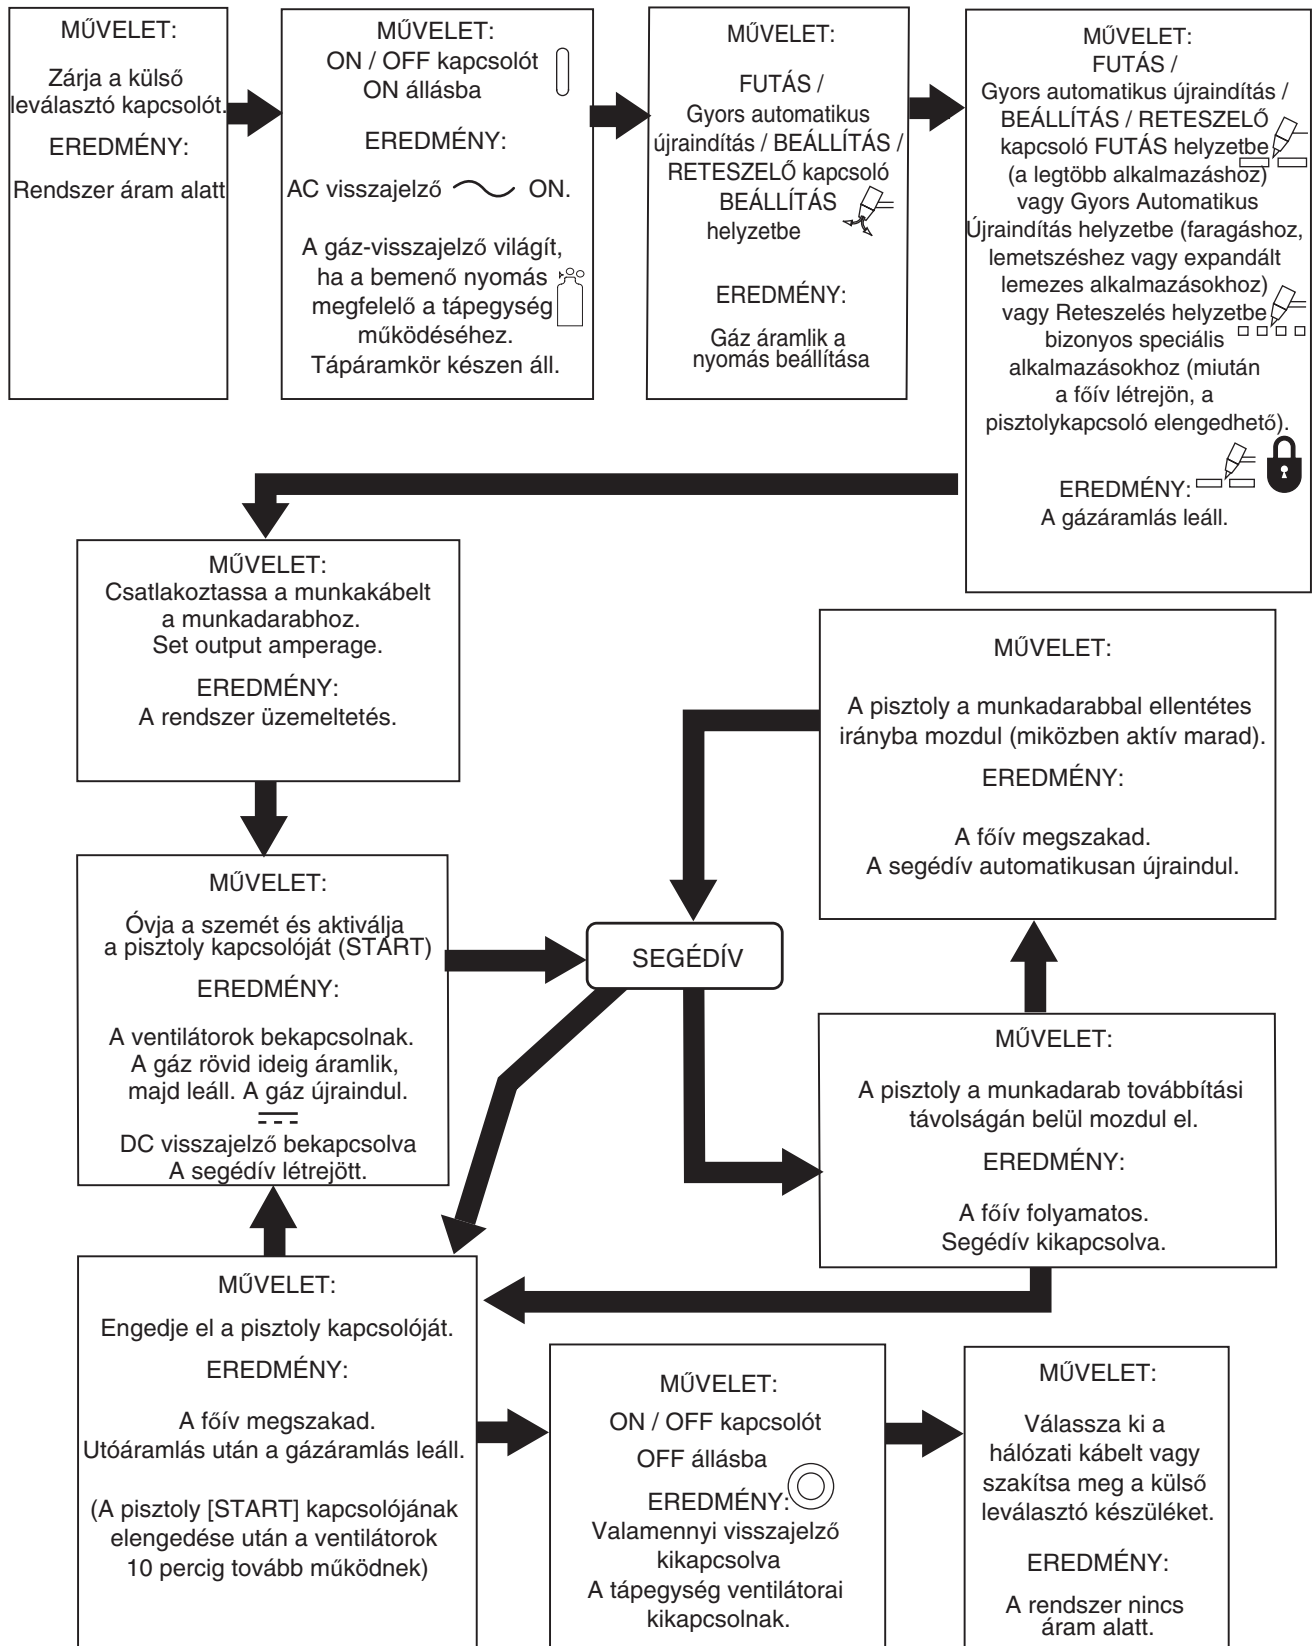 MŰVELET:
Zárja a külső
leválasztó kapcsolót.
EREDMÉNY:
Rendszer áram alatt
MŰVELET:
ON / OFF kapcsolót
ON állásba
EREDMÉNY:
AC visszajelző ON.
A gáz-visszajelző világít,
ha a bemenő nyomás
megfelelő a tápegység
működéséhez.
Tápáramkör készen áll.
MŰVELET:
FUTÁS /
Gyors automatikus
újraindítás / BEÁLLÍTÁS /
RETESZELŐ kapcsoló
BEÁLLÍTÁS
helyzetbe
EREDMÉNY:
Gáz áramlik a
nyomás beállítása
MŰVELET:
FUTÁS /
Gyors automatikus újraindítás /
BEÁLLÍTÁS / RETESZELŐ
kapcsoló FUTÁS helyzetbe
(a legtöbb alkalmazáshoz)
vagy Gyors Automatikus
Újraindítás helyzetbe (faragáshoz,
lemetszéshez vagy expandált
lemezes alkalmazásokhoz)
vagy Reteszelés helyzetbe
bizonyos speciális
alkalmazásokhoz (miután
a főív létrejön, a
pisztolykapcsoló elengedhető).
EREDMÉNY:
A gázáramlás leáll.
MŰVELET:
Csatlakoztassa a munkakábelt
a munkadarabhoz.
Set output amperage.
EREDMÉNY:
A rendszer üzemeltetés.
MŰVELET:
A pisztoly a munkadarabbal ellentétes
irányba mozdul (miközben aktív marad).
EREDMÉNY:
A főív megszakad.
A segédív automatikusan újraindul.
MŰVELET:
Óvja a szemét és aktiválja
a pisztoly kapcsolóját (START)
EREDMÉNY:
A ventilátorok bekapcsolnak.
A gáz rövid ideig áramlik,
majd leáll. A gáz újraindul.
DC visszajelző bekapcsolva
A segédív létrejött.
SEGÉDÍV
MŰVELET:
A pisztoly a munkadarab továbbítási
távolságán belül mozdul el.
EREDMÉNY:
A főív folyamatos.
Segédív kikapcsolva.
MŰVELET:
Engedje el a pisztoly kapcsolóját.
EREDMÉNY:
A főív megszakad.
Utóáramlás után a gázáramlás leáll.
(A pisztoly [START] kapcsolójának
elengedése után a ventilátorok
10 percig tovább működnek)
MŰVELET:
ON / OFF kapcsolót
OFF állásba
EREDMÉNY:
Valamennyi visszajelző
kikapcsolva
A tápegység ventilátorai
kikapcsolnak.
MŰVELET:
Válassza ki a
hálózati kábelt vagy
szakítsa meg a külső
leválasztó készüléket.
EREDMÉNY:
A rendszer nincs
áram alatt.